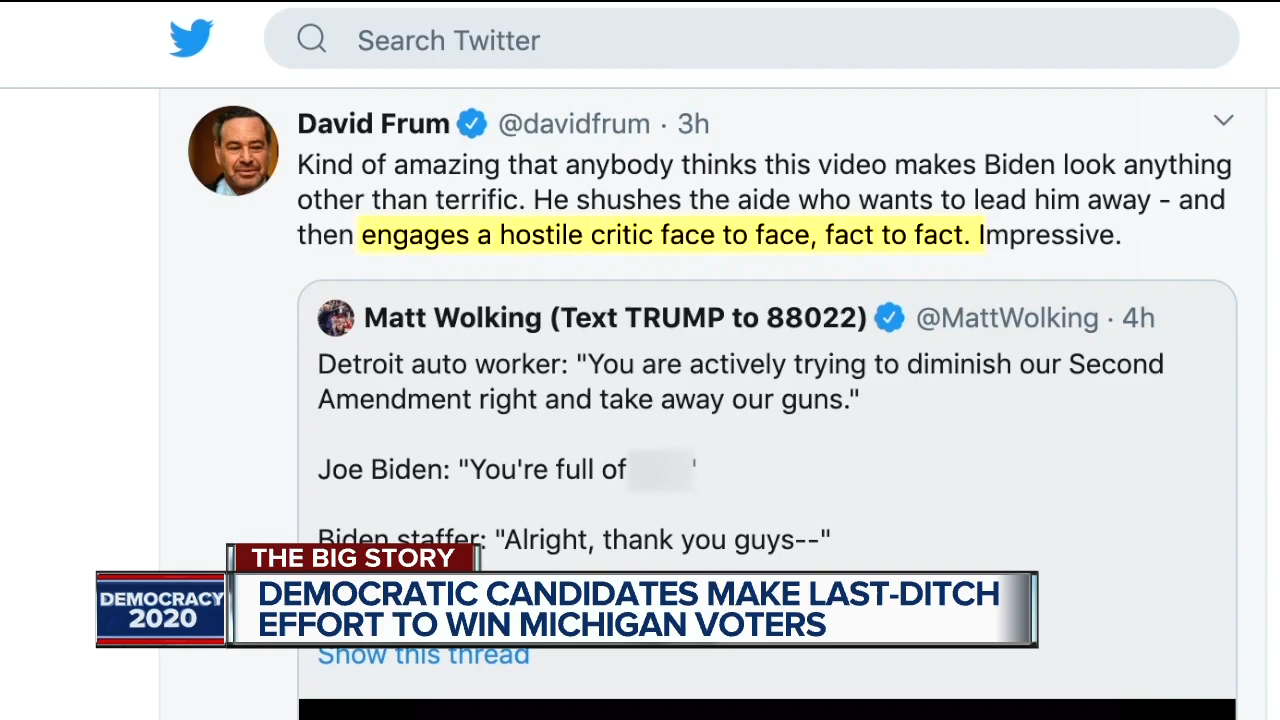 Search Twitter
David Frum @davidfrum · 3h
Kind of amazing that anybody thinks this video makes Biden look anything
other than terrific. He shushes the aide who wants to lead him away - and
then engages a hostile critic face to face, fact to fact. Impressive.
Matt Wolking (Text TRUMP to 88022) @MattWolking · 4h
Detroit auto worker: "You are actively trying to diminish our Second
Amendment right and take away our guns."
Joe Biden: "You're full of '
Biden staffer: "Alright, thank you guys--"
THE BIG STORY
DEMOCRACY
2020
DEMOCRATIC CANDIDATES MAKE LAST-DITCH
EFFORT TO WIN MICHIGAN VOTERS
Show this thread